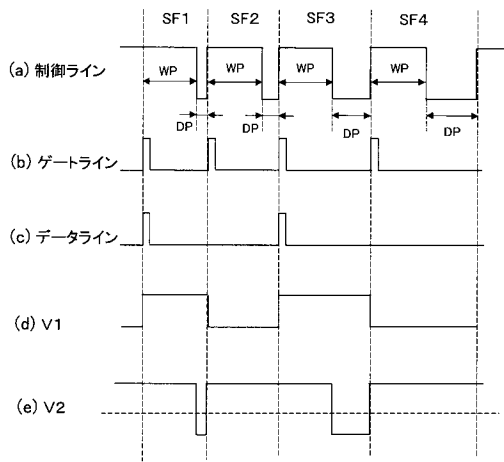 SF1 SF2 SF3 SF4
(a) 制御ライン
WP WP WP WP
DP DP DP DP
(b) ゲートライン
(c) データライン
(d) V1
(e) V2